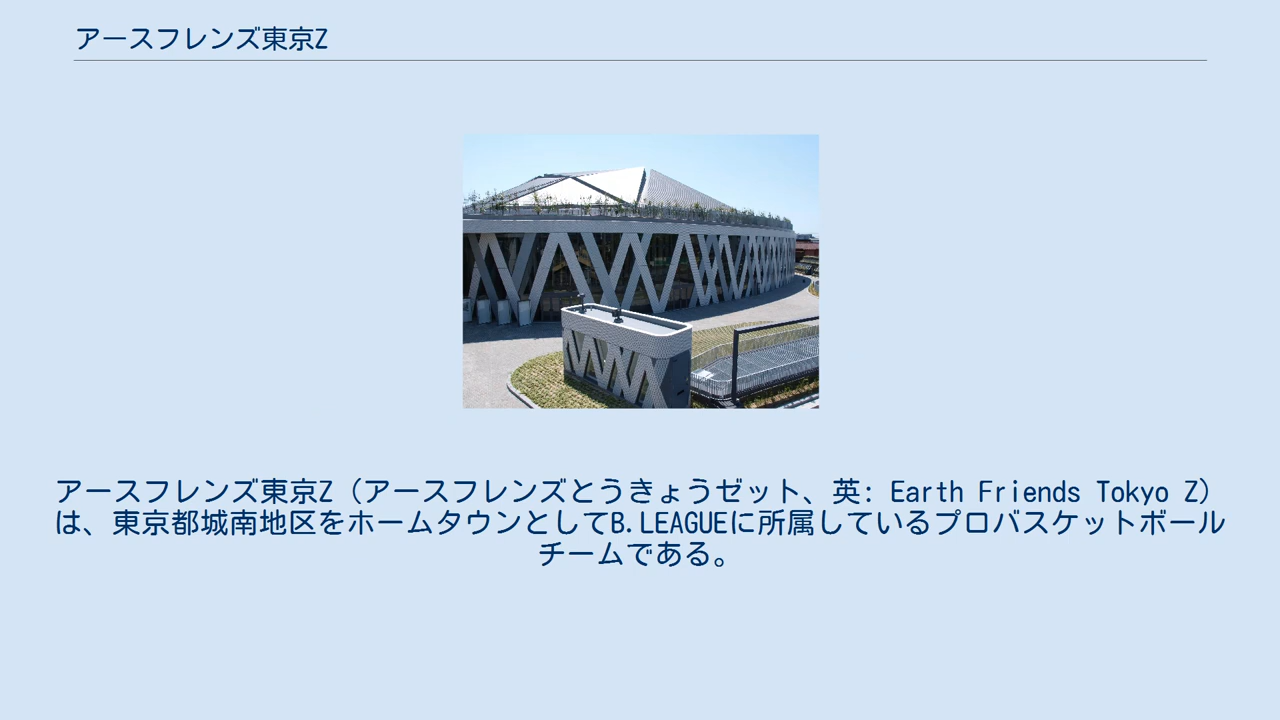 アースフレンズ東京Z
アースフレンズ東京Z（アースフレンズとうきょうゼット、英: Earth Friends Tokyo Z）
は、東京都城南地区をホームタウンとしてB.LEAGUEに所属しているプロバスケットボール
チームである。